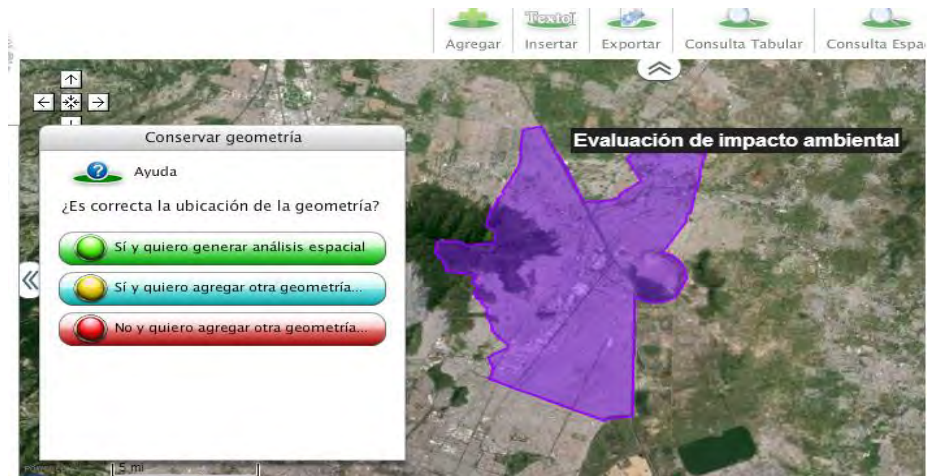 Texto
Agregar Insertar Exportar Consulta Tabular Consulta Espa
Conservar geometría
Evaluación de impacto ambiental
Ayuda
¿Es correcta la ubicación de la geometría?
Sí y quiero generar análisis espacial
Sí y quiero agregar otra geometría...
No y quiero agregar otra geometría...
5 mi